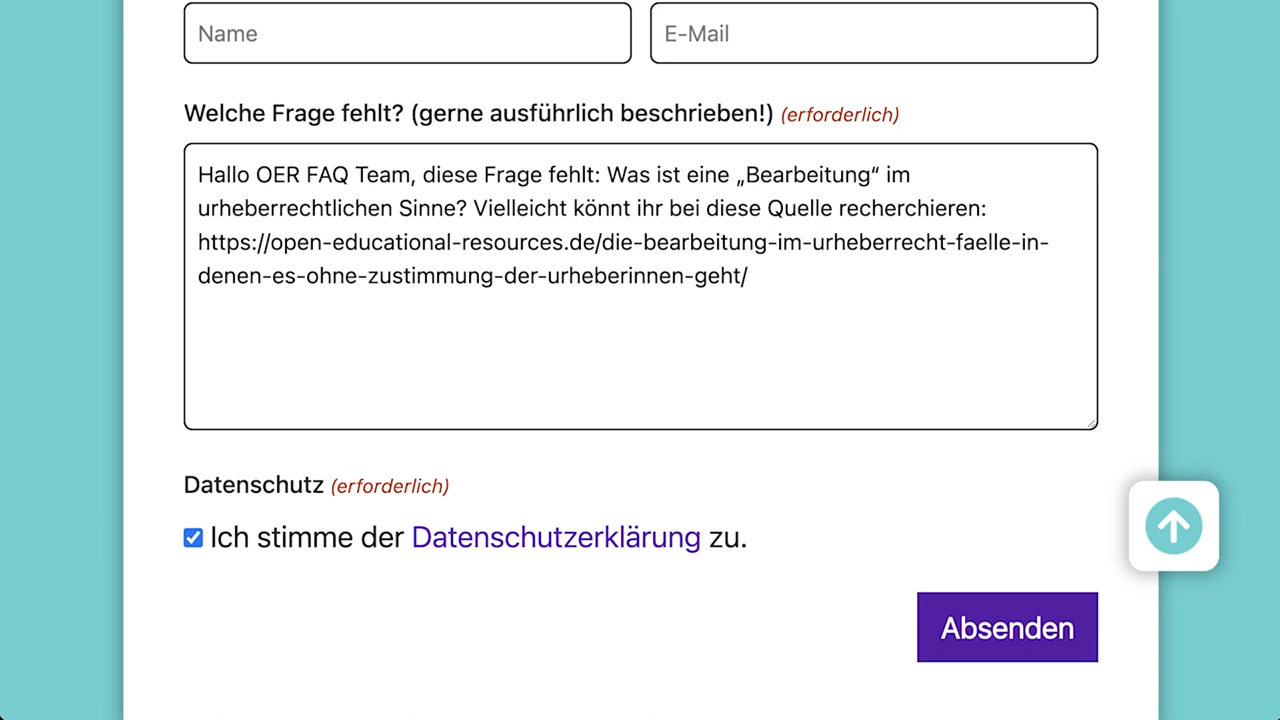 Name
E-Mail
Welche Frage fehlt? (gerne ausführlich beschrieben!) (erforderlich)
Hallo OER FAQ Team, diese Frage fehlt: Was ist eine „Bearbeitung“ im
urheberrechtlichen Sinne? Vielleicht könnt ihr bei diese Quelle recherchieren:
https://open-educational-resources.de/die-bearbeitung-im-urheberrecht-faelle-in-
denen-es-ohne-zustimmung-der-urheberinnen-geht/
Datenschutz (erforderlich)
Ich stimme der Datenschutzerklärung zu.
Absenden